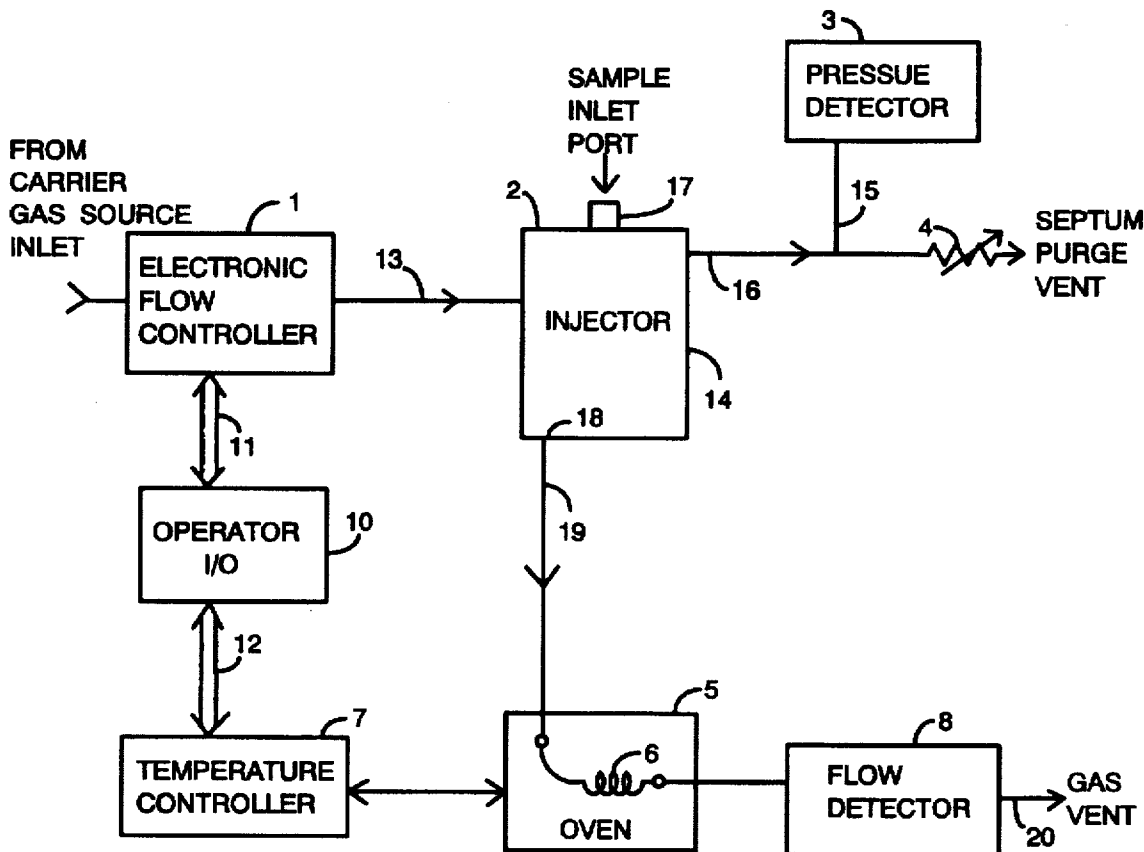 3
PRESSUE
DETECTOR
SAMPLE
INLET
PORT
FROM
CARRIER
GAS SOURCE
INLET
1
2
17
15
4
SEPTUM
PURGE
VENT
ELECTRONIC
FLOW
CONTROLLER
13
16
INJECTOR
14
18
11
19
OPERATOR
I/O
10
12
7
5
8
TEMPERATURE
CONTROLLER
6
OVEN
FLOW
DETECTOR
GAS
VENT
20